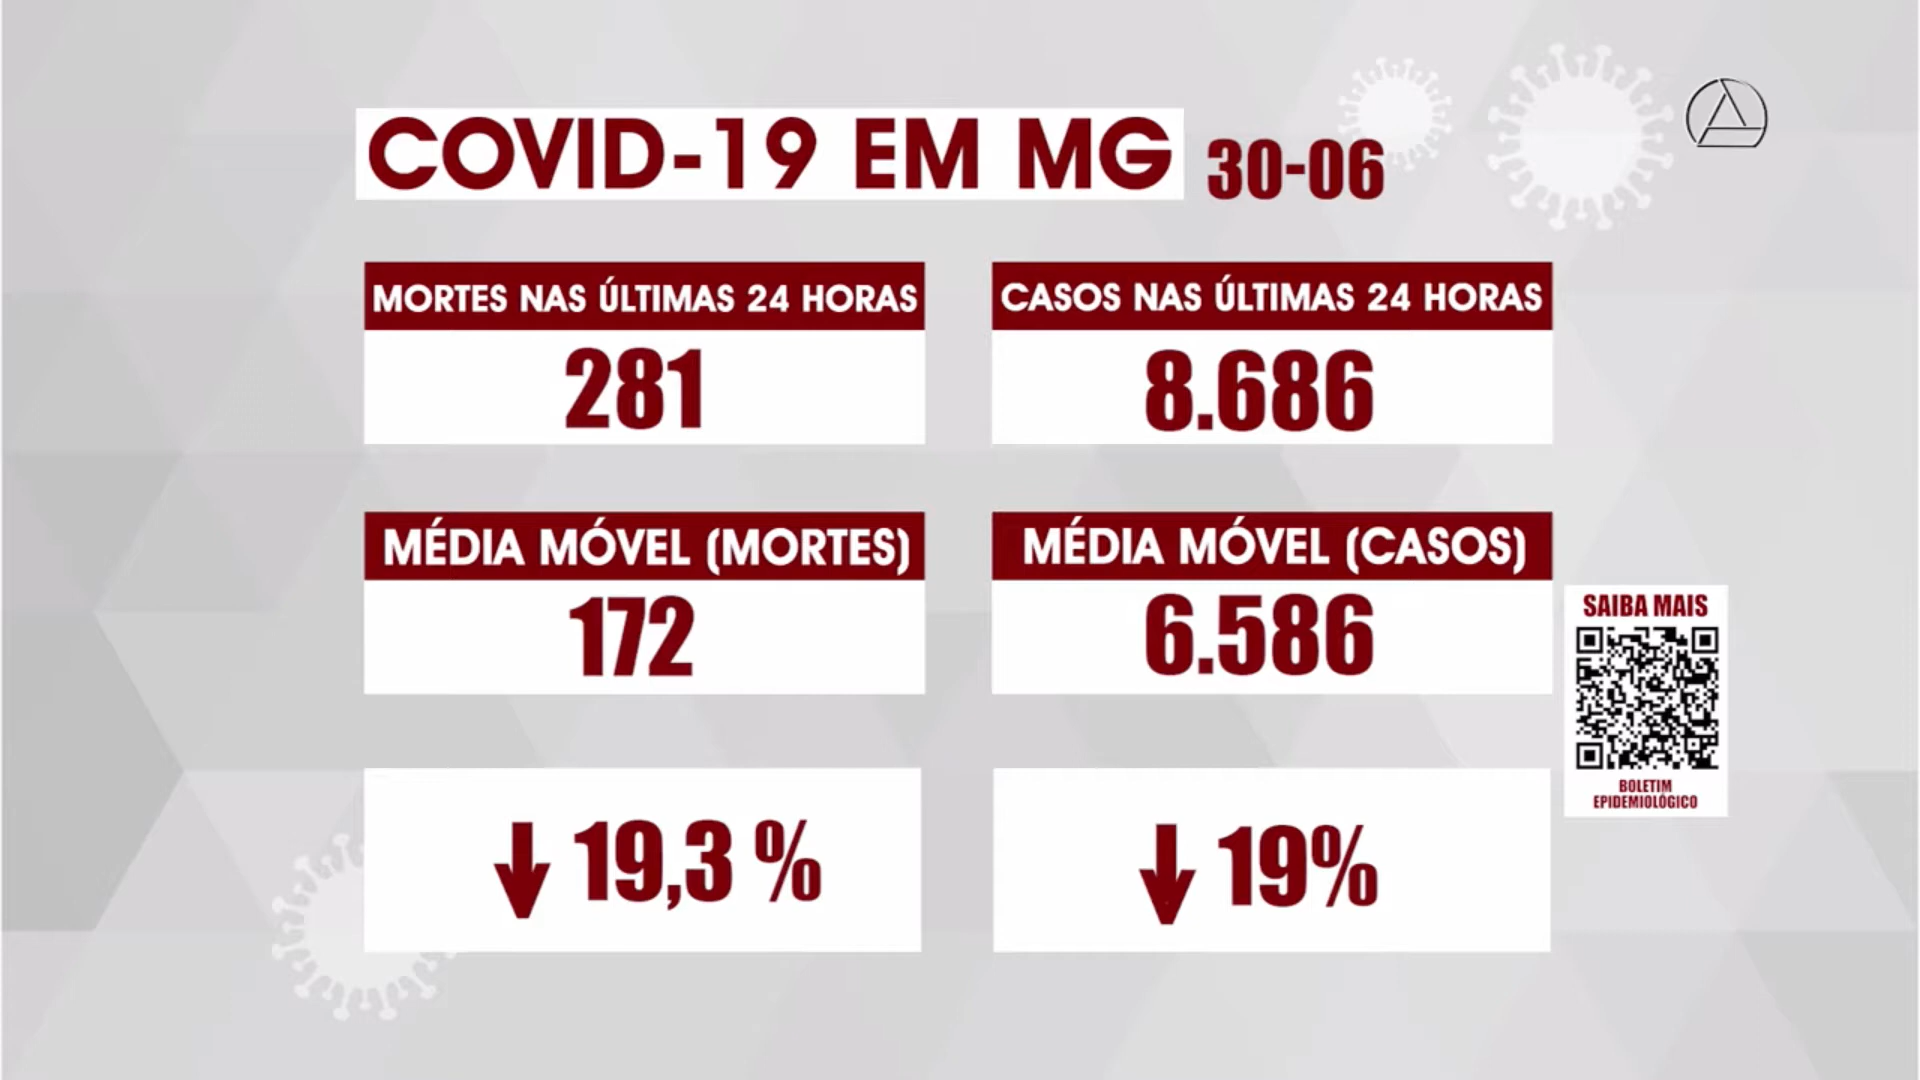 COVID-19 EM MG 30-06
MORTES NAS ÚLTIMAS 24 HORAS
281
CASOS NAS ÚLTIMAS 24 HORAS
8.686
MÉDIA MÓVEL (MORTES)
172
MÉDIA MÓVEL (CASOS)
6.586
19,3 %
19%
SAIBA MAIS
BOLETIM
EPIDEMIOLÓGICO